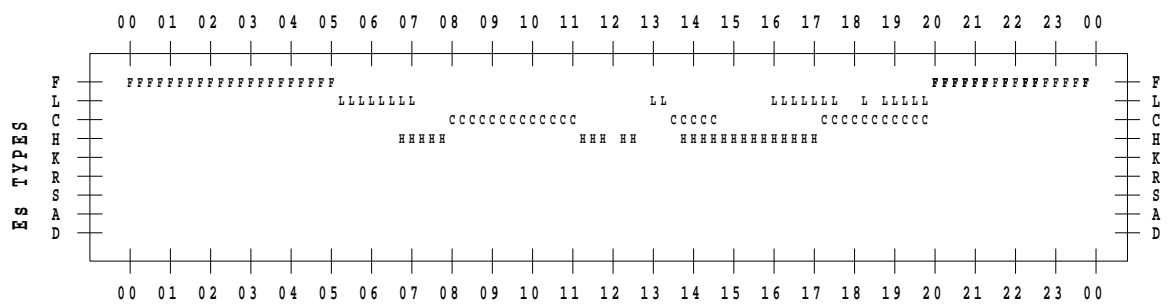 00 01 02 03 04 05 06 07 08 09 10 11 12 13 14 15 16 17 18 19 20 21 22 23 00
Es TYPES
F FFFFFFFFFFFFFFFFFFFFF FFFFFFFFFFFFFFFF F
L LLLLLLLL LL LLLLLLL L LLLLL L
C CCCCCCCCCCCCC CCCCC CCCCCCCCCCC C
H HHHHH HHH HH HHHHHHHHHHHHHH H
K K
R R
S S
A A
D D
00 01 02 03 04 05 06 07 08 09 10 11 12 13 14 15 16 17 18 19 20 21 22 23 00